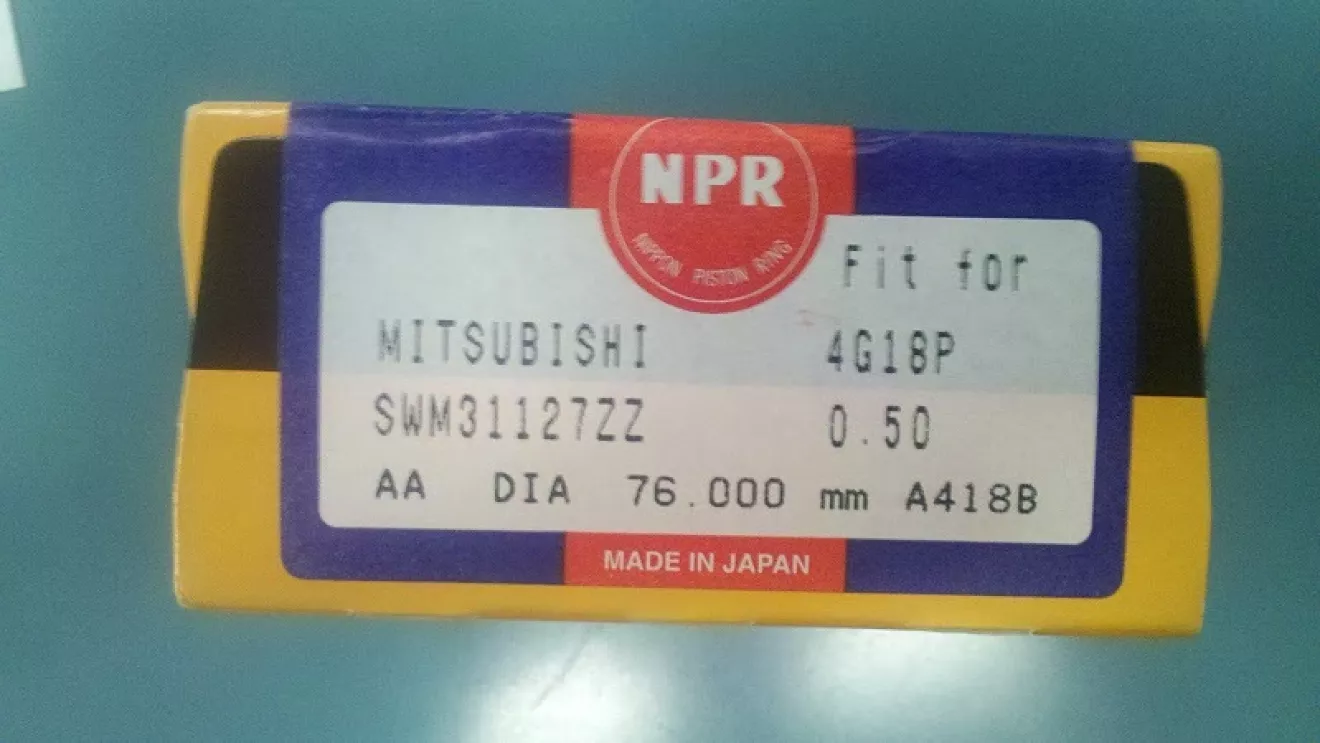 NPR
NIPPON PISTON RING
Fit for
MITSUBISHI 4G18P
SWM31127ZZ 0.50
AA DIA 76.000 mm A418B
MADE IN JAPAN